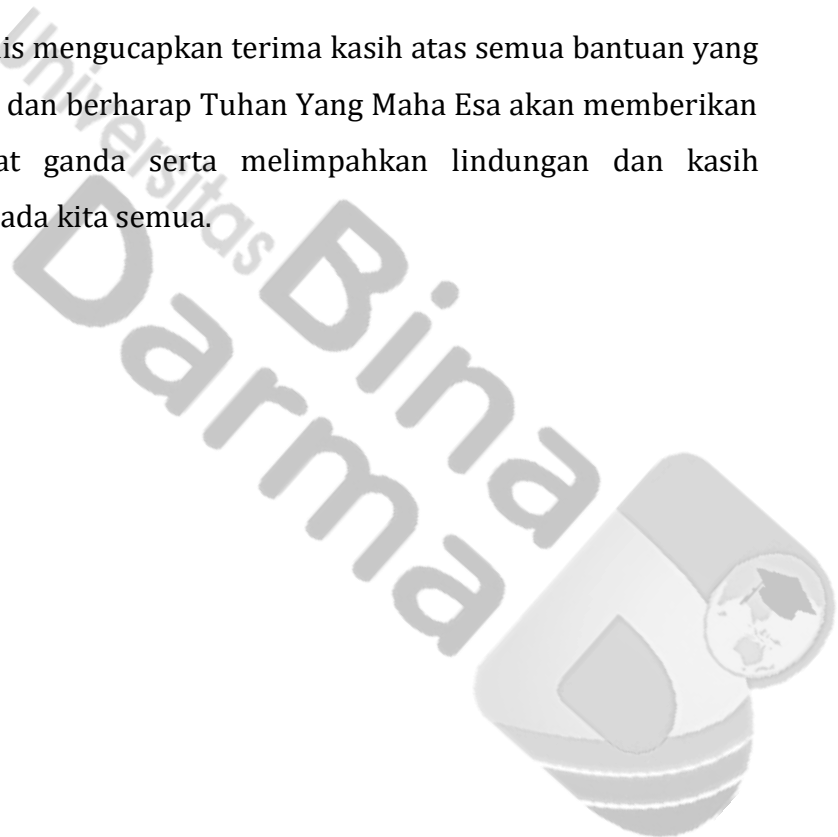 is mengucapkan terima kasih atas semua bantuan yang
dan berharap Tuhan Yang Maha Esa akan memberikan
at ganda serta melimpahkan lindungan dan kasih
ada kita semua.
Universitas
Bina
Darma